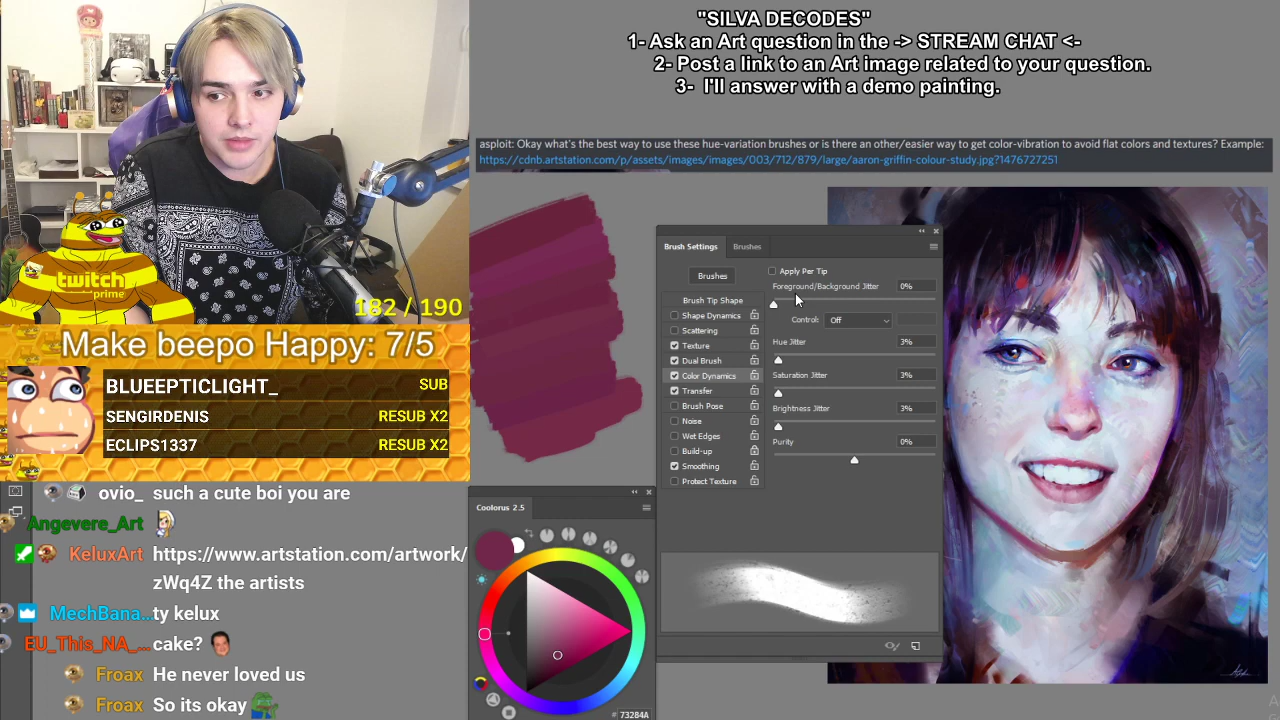 "SILVA DECODES"
1- Ask an Art question in the -> STREAM CHAT <-
2- Post a link to an Art image related to your question.
3- I'll answer with a demo painting.
asploit: Okay what's the best way to use these hue-variation brushes or is there an other/easier way to get color-vibration to avoid flat colors and textures? Example:
https://cdnb.artstation.com/p/assets/images/images/003/712/879/large/aaron-griffin-colour-study.jpg?1476727251
twitch
prime
182 / 190
Make beepo Happy: 7/5
BLUEEPTICLIGHT_ SUB
SENGIRDENIS RESUB X2
ECLIPS1337 RESUB X2
ovio_ such a cute boi you are
Angevere_Art
KeluxArt https://www.artstation.com/artwork/
zWq4Z the artists
MechBana... ty kelux
EU_This_NA_... cake?
Froax He never loved us
Froax So its okay
Brush Settings Brushes
Brushes
Apply Per Tip
Foreground/Background Jitter 0%
Control: Off
Hue Jitter 3%
Saturation Jitter 3%
Brightness Jitter 3%
Purity 0%
Brush Tip Shape
Shape Dynamics
Scattering
Texture
Dual Brush
Color Dynamics
Transfer
Brush Pose
Noise
Wet Edges
Build-up
Smoothing
Protect Texture
Coolorus 2.5
# 73284A